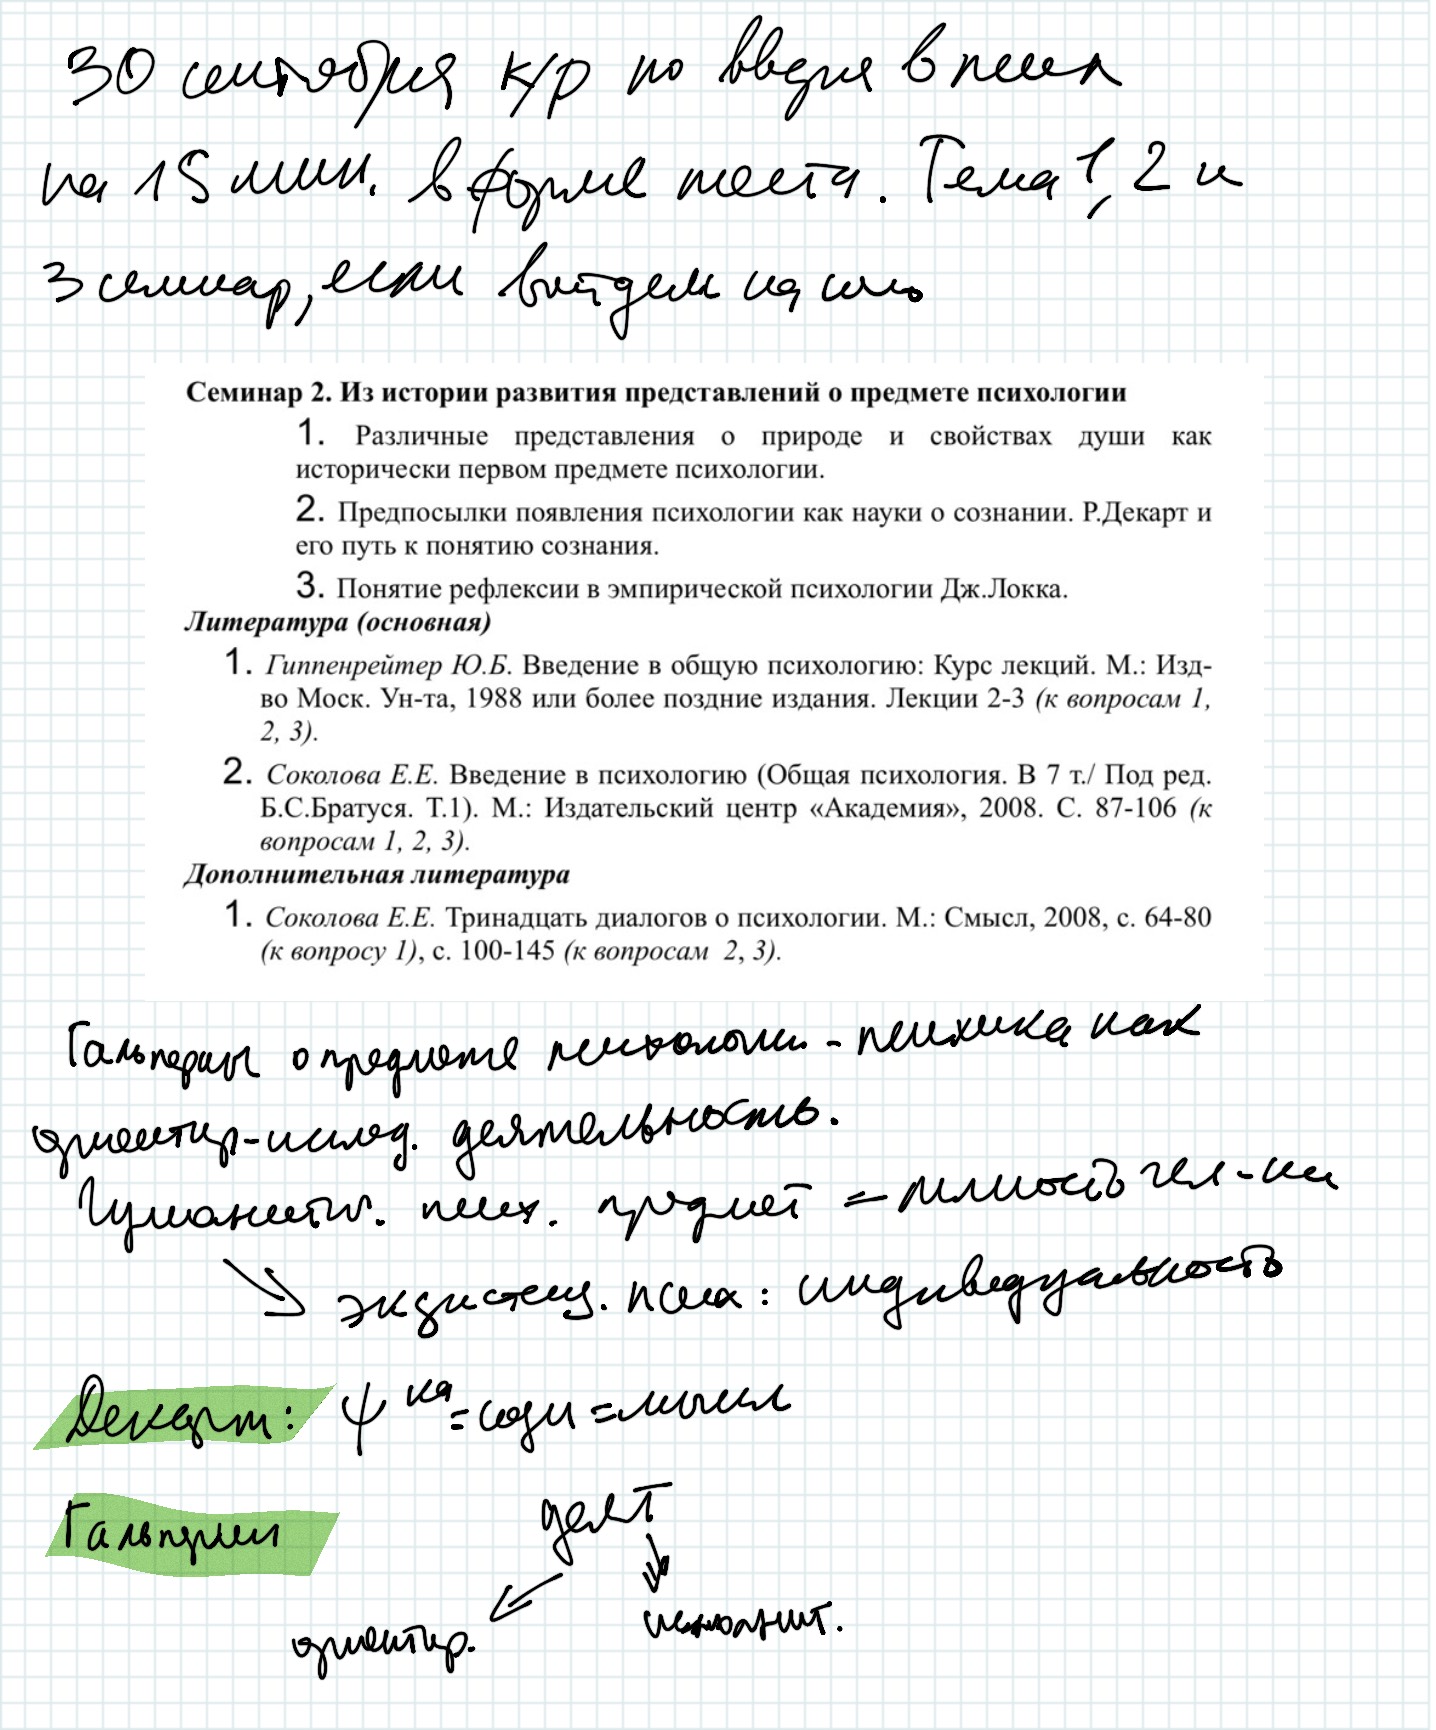 30 сентября к/р по введ в псих
на 15 мин. в форме теста. Тема 1, 2 и
3 семинар, если выйдем на
Семинар 2. Из истории развития представлений о предмете психологии
1. Различные представления о природе и свойствах души как
исторически первом предмете психологии.
2. Предпосылки появления психологии как науки о сознании. Р.Декарт и
его путь к понятию сознания.
3. Понятие рефлексии в эмпирической психологии Дж.Локка.
Литература (основная)
1. Гиппенрейтер Ю.Б. Введение в общую психологию: Курс лекций. М.: Изд-
во Моск. Ун-та, 1988 или более поздние издания. Лекции 2-3 (к вопросам 1,
2, 3).
2. Соколова Е.Е. Введение в психологию (Общая психология. В 7 т./ Под ред.
Б.С.Братуся. Т.1). М.: Издательский центр «Академия», 2008. С. 87-106 (к
вопросам 1, 2, 3).
Дополнительная литература
1. Соколова Е.Е. Тринадцать диалогов о психологии. М.: Смысл, 2008, с. 64-80
(к вопросу 1), с. 100-145 (к вопросам 2, 3).
Гальперин о предмете психологии - психика как
ориентир-исслед. деятельность.
Гуманист. псих. предмет = личность чел-ка
экзистенц. псих: индивидуальность
Декарт: ψ ка = созн = мышл
Гальперин
деят
ориентир.
исполнит.